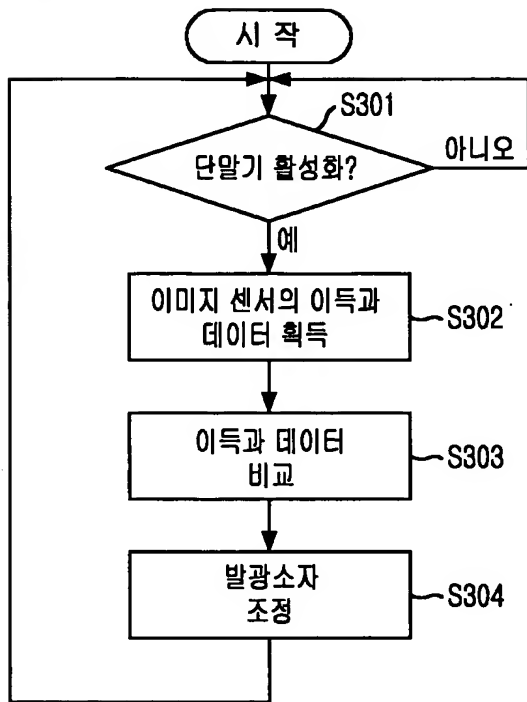 시 작
S301
단말기 활성화?
아니오
예
이미지 센서의 이득과
데이터 획득
S302
이득과 데이터
비교
S303
발광소자
조정
S304